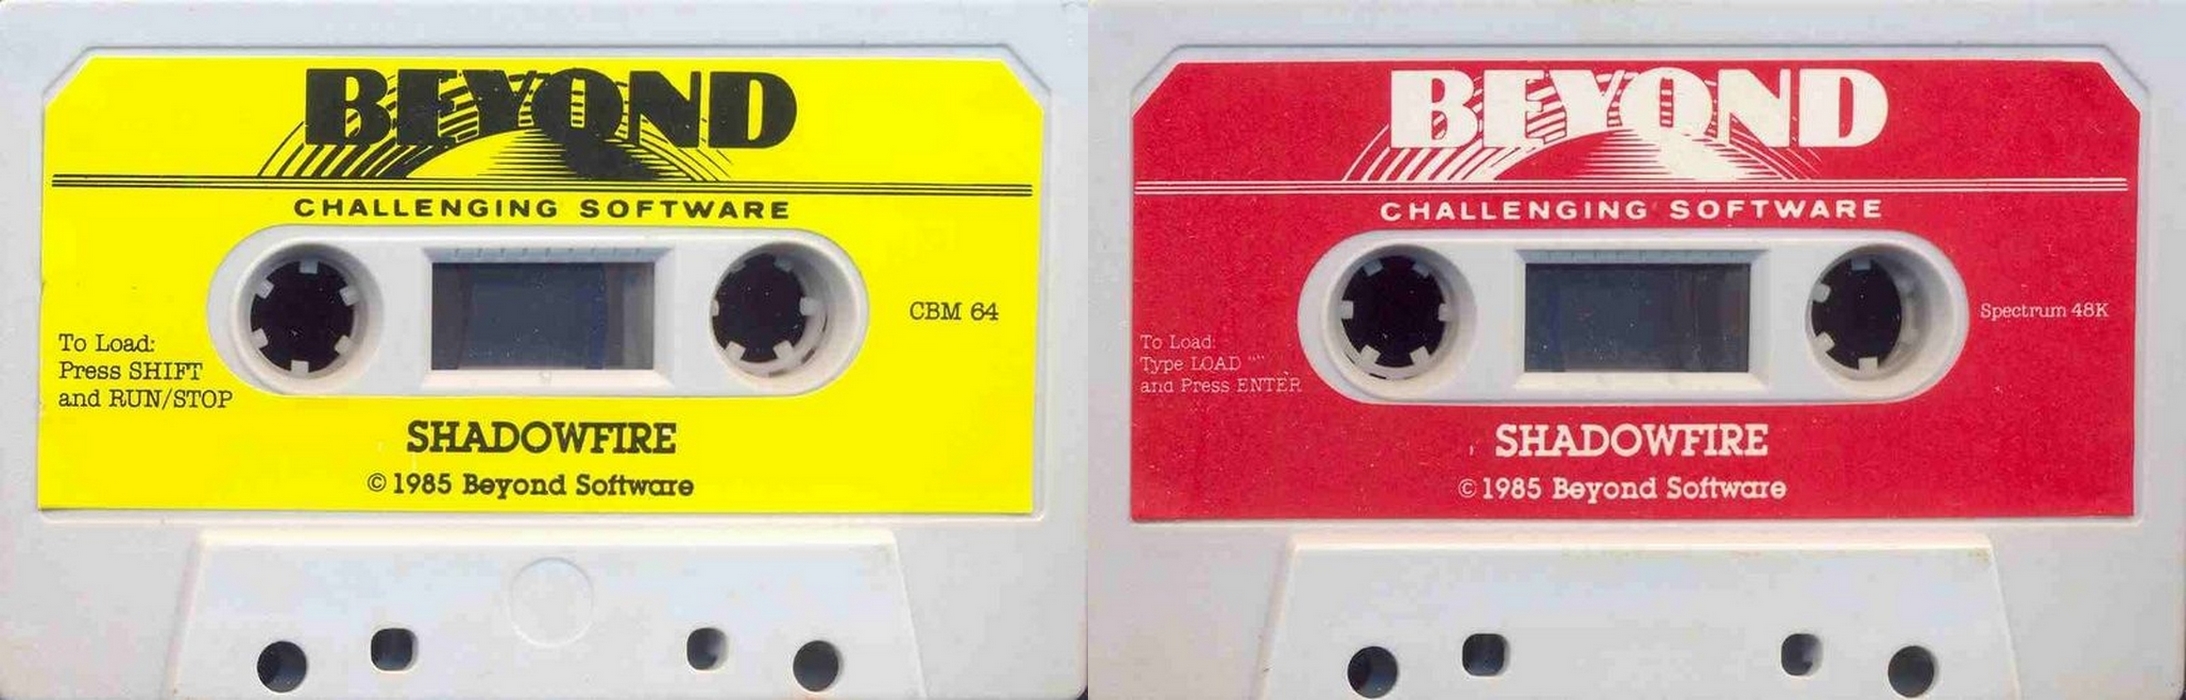 BEYOND
CHALLENGING SOFTWARE
CBM 64
To Load:
Press SHIFT
and RUN/STOP
SHADOWFIRE
© 1985 Beyond Software
BEYOND
CHALLENGING SOFTWARE
Spectrum 48K
To Load:
Type LOAD ""
and Press ENTER
SHADOWFIRE
© 1985 Beyond Software